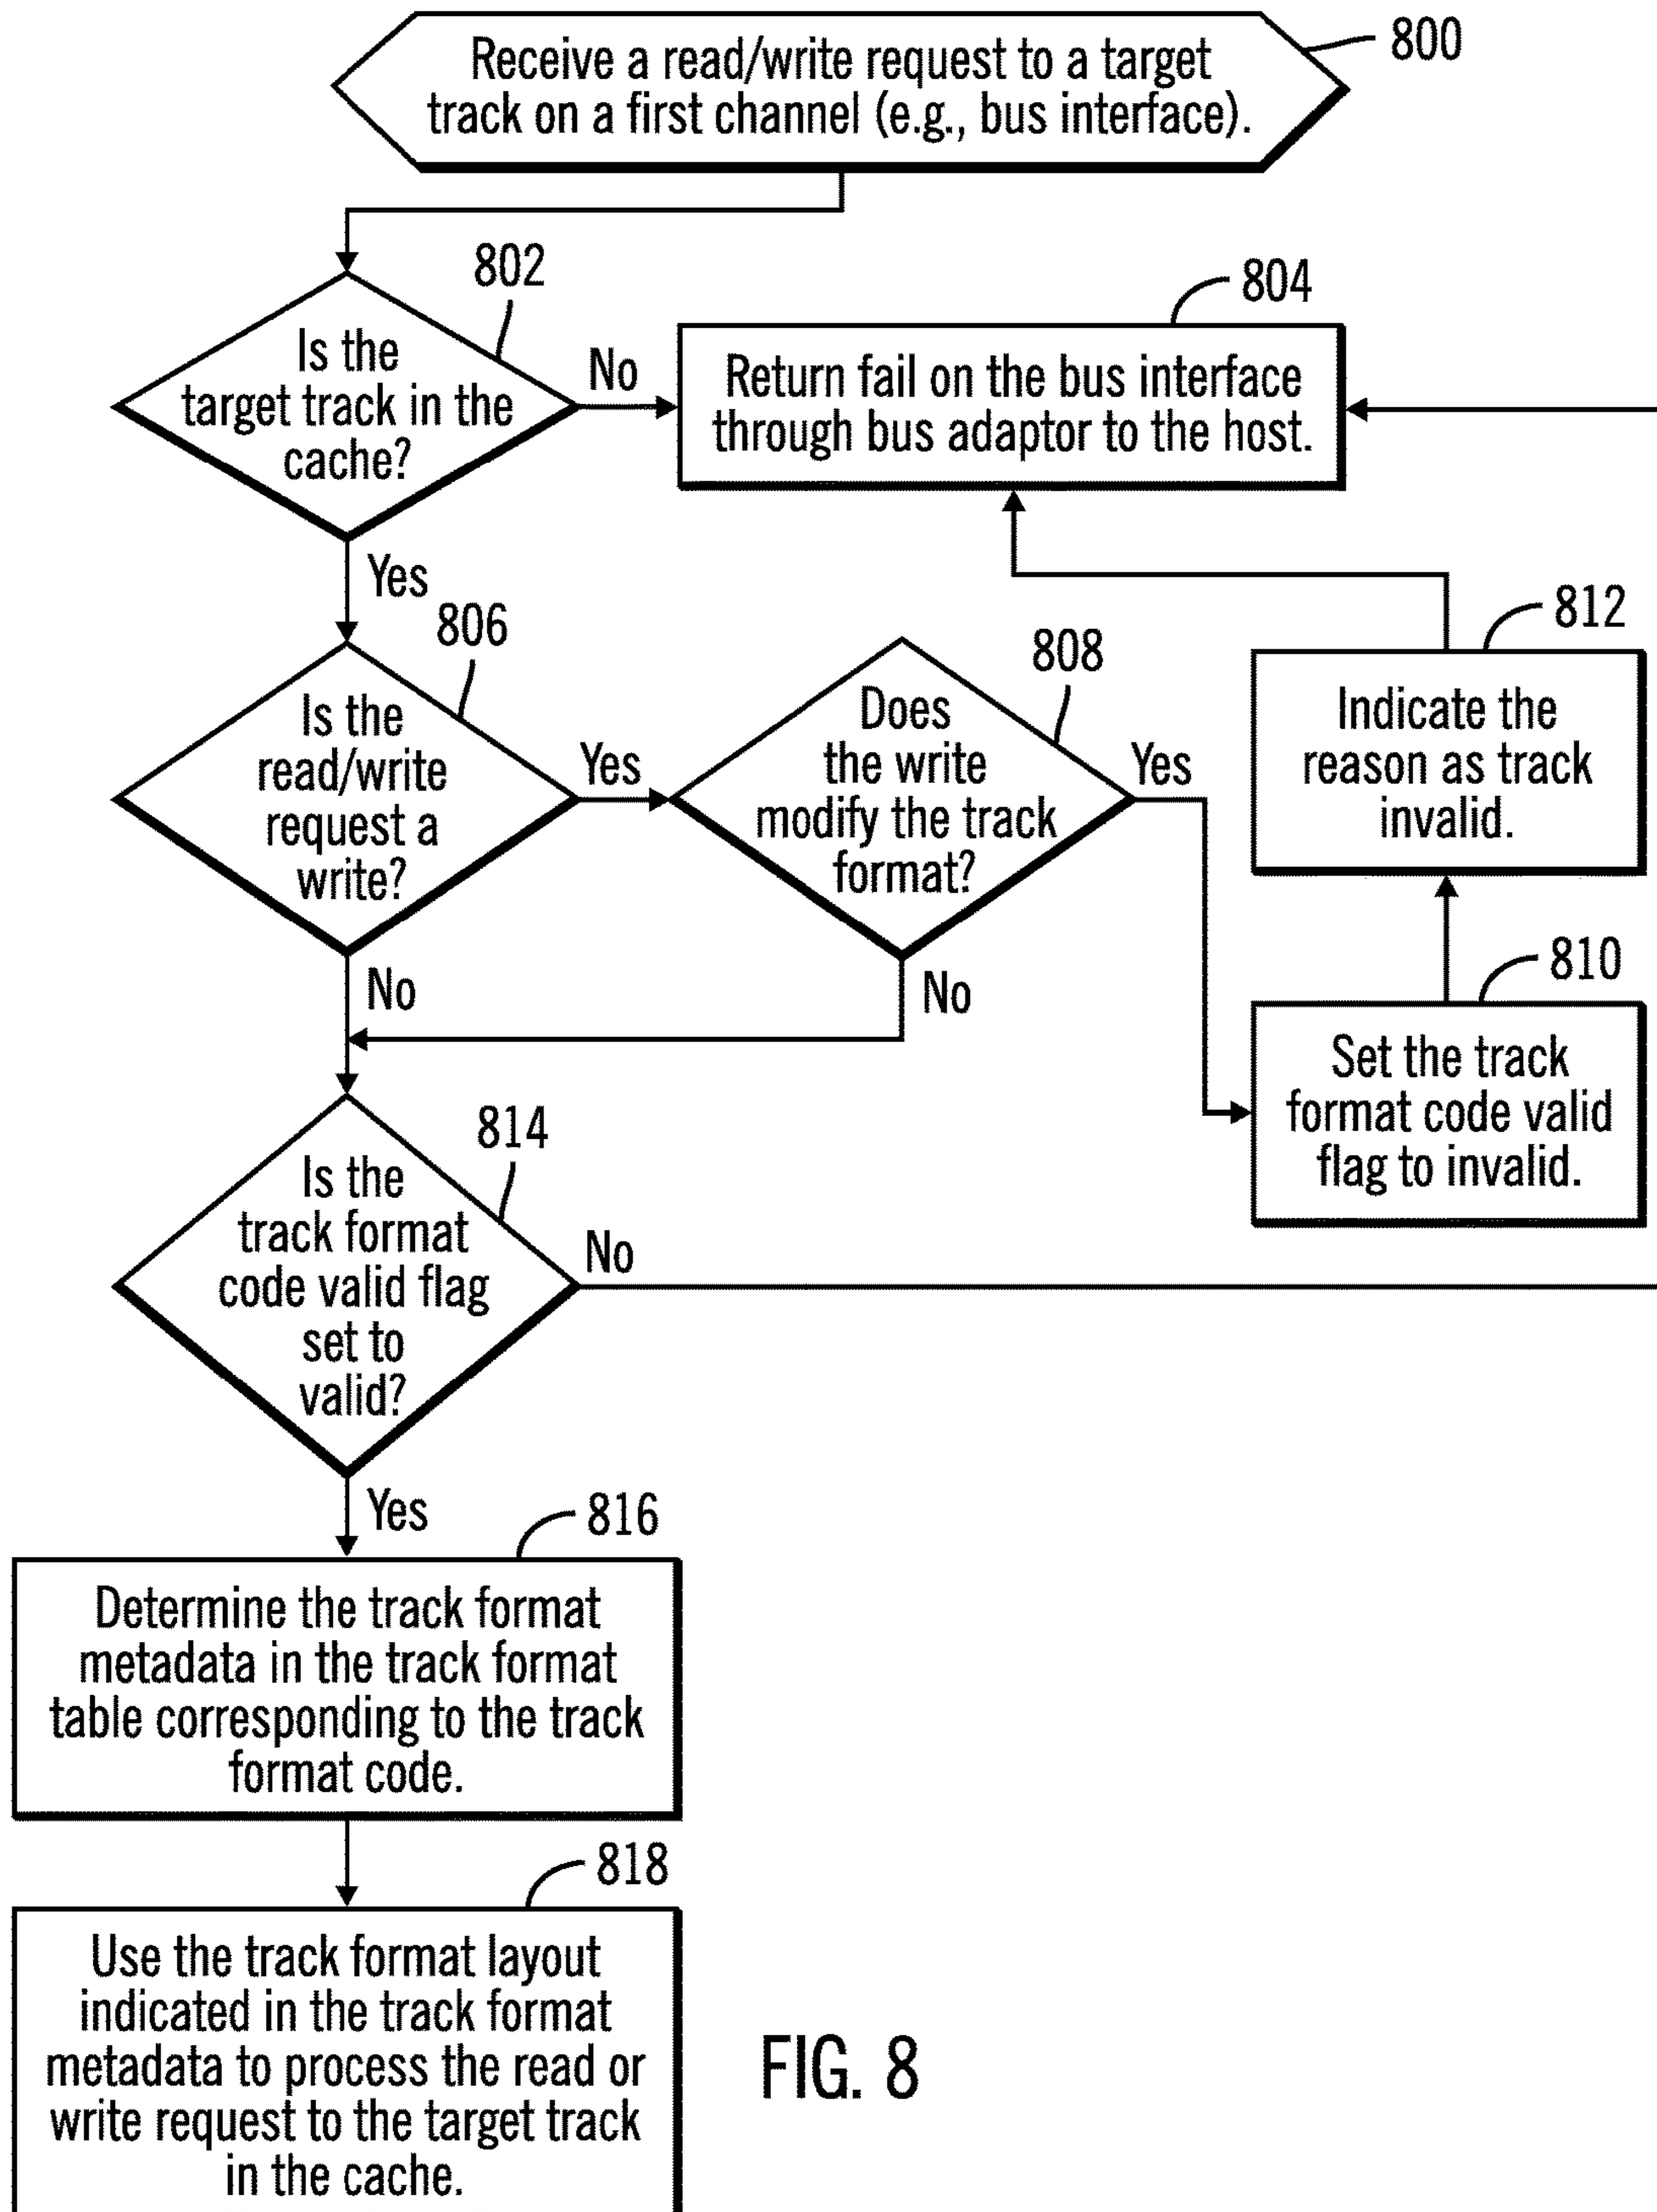 Receive a read/write request to a target
track on a first channel (e.g., bus interface).
800
802
Is the
target track in the
cache?
No
Yes
804
Return fail on the bus interface
through bus adaptor to the host.
806
Is the
read/write
request a
write?
Yes
No
808
Does
the write
modify the track
format?
Yes
No
812
Indicate the
reason as track
invalid.
810
Set the track
format code valid
flag to invalid.
814
Is the
track format
code valid flag
set to
valid?
No
Yes
816
Determine the track format
metadata in the track format
table corresponding to the track
format code.
818
Use the track format layout
indicated in the track format
metadata to process the read or
write request to the target track
in the cache.
FIG. 8